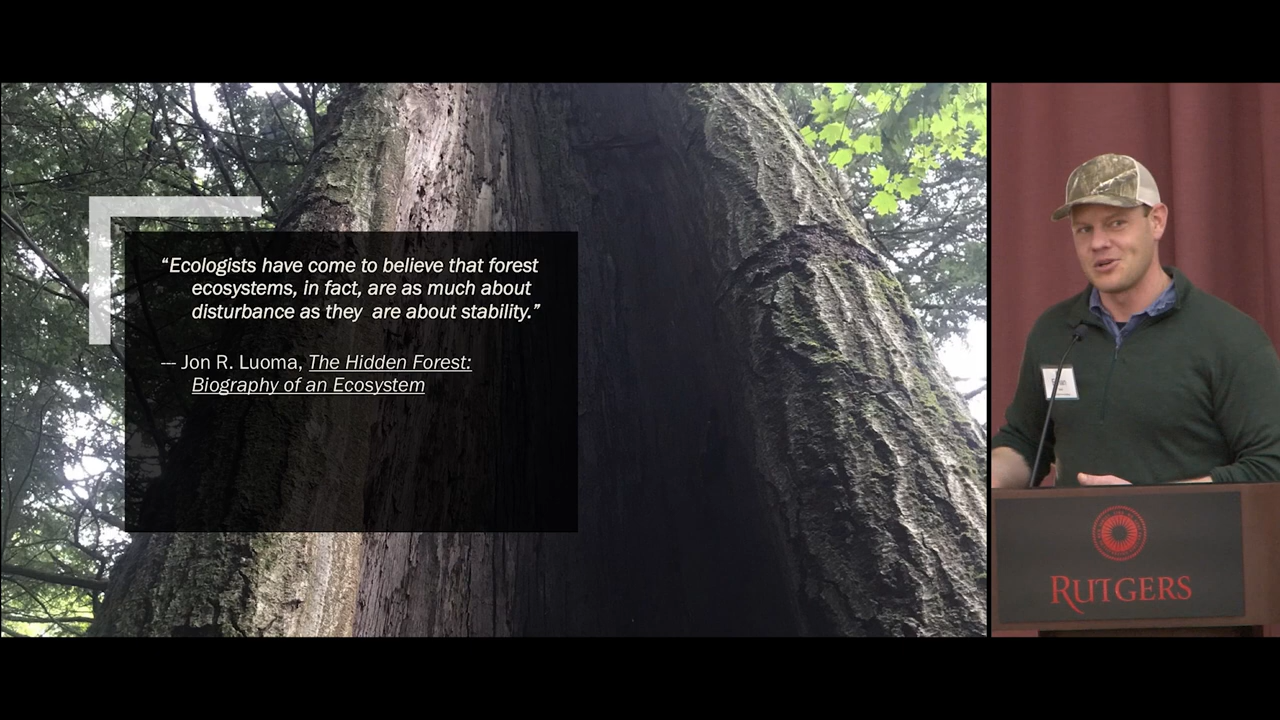 “Ecologists have come to believe that forest
ecosystems, in fact, are as much about
disturbance as they are about stability.”
--- Jon R. Luoma, The Hidden Forest:
Biography of an Ecosystem
RUTGERS